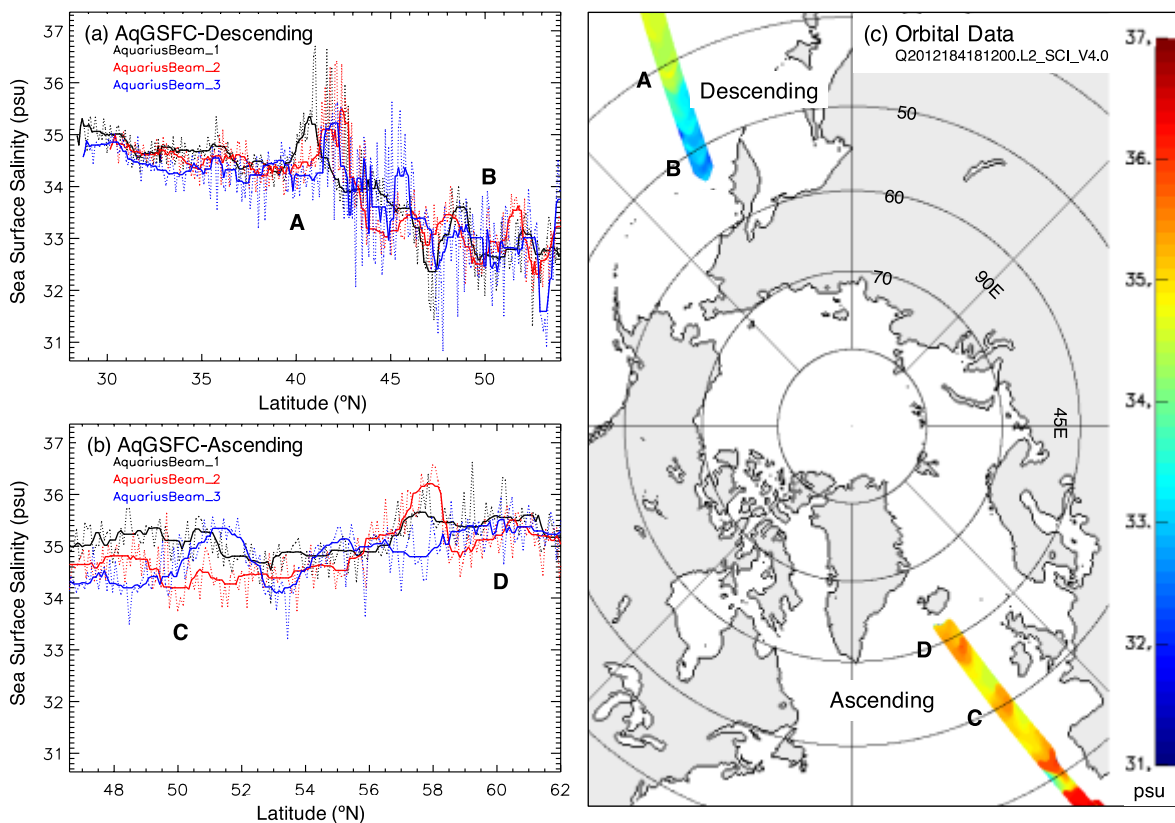 (a) AqGSFC-Descending
AquariusBeam_1
AquariusBeam_2
AquariusBeam_3
Sea Surface Salinity (psu)
37
36
35
34
33
32
31
A
B
30
35
40
45
50
Latitude (ºN)
(b) AqGSFC-Ascending
AquariusBeam_1
AquariusBeam_2
AquariusBeam_3
Sea Surface Salinity (psu)
37
36
35
34
33
32
31
C
D
48
50
52
54
56
58
60
62
Latitude (ºN)
(c) Orbital Data
Q2012184181200.L2_SCI_V4.0
A
Descending
B
50
60
70
90E
45E
D
Ascending
C
37,
36,
35,
34,
33,
32,
31,
psu